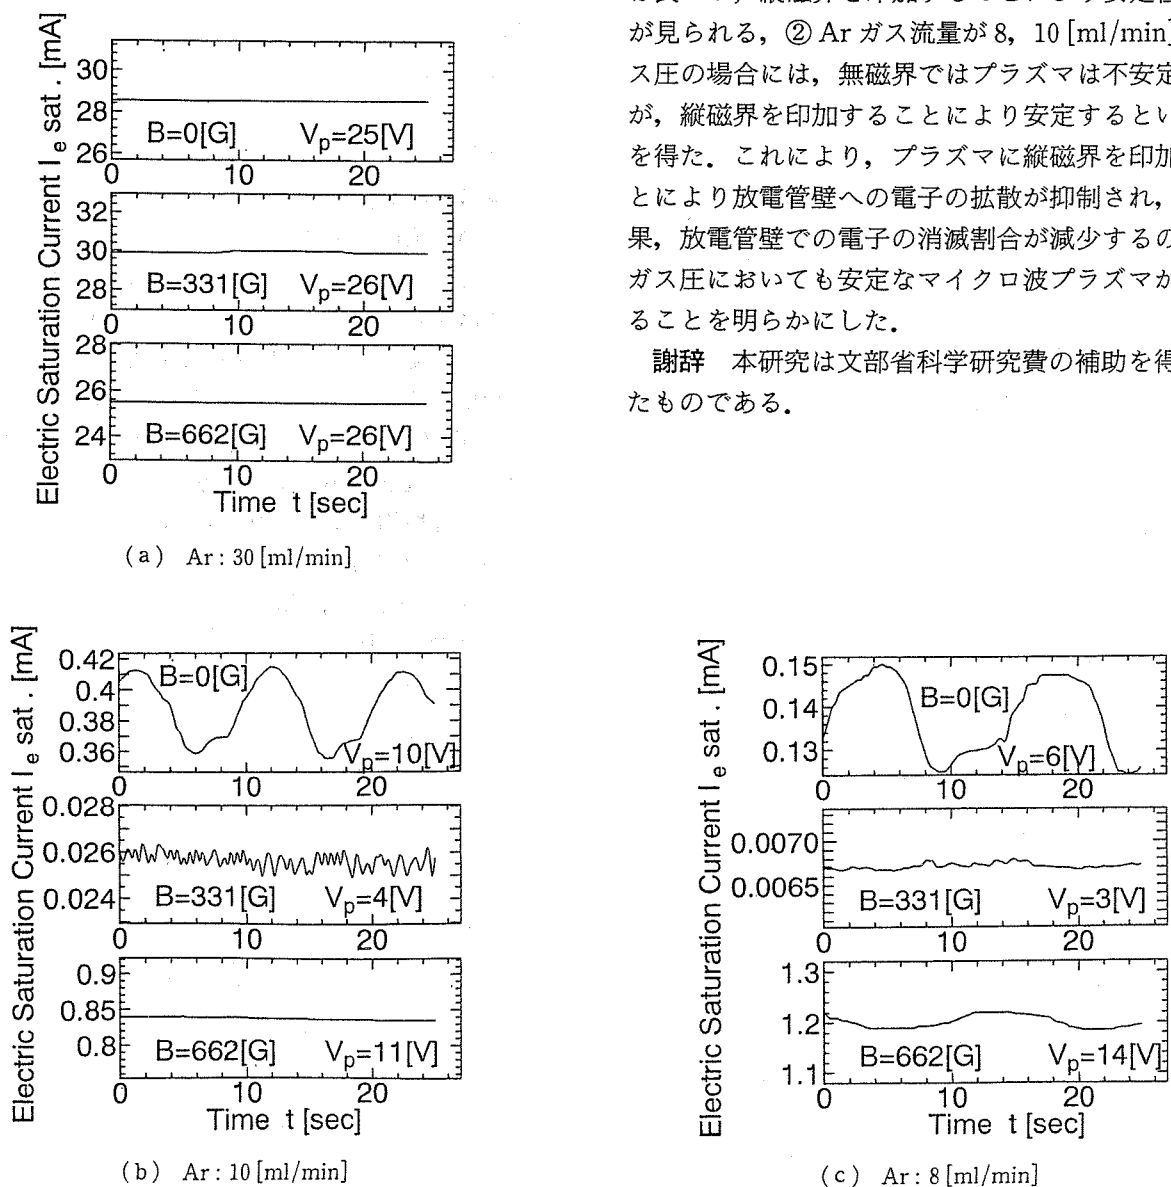 が見られる，② Ar ガス流量が 8，10 [ml/min]
ス圧の場合には，無磁界ではプラズマは不安定
が，縦磁界を印加することにより安定するとい
を得た．これにより，プラズマに縦磁界を印加
とにより放電管壁への電子の拡散が抑制され，
果，放電管壁での電子の消滅割合が減少するの
ガス圧においても安定なマイクロ波プラズマが
ることを明らかにした．
謝辞　本研究は文部省科学研究費の補助を得
たものである．
Electric Saturation Current I e sat . [mA]
30
28
26
B=0[G] Vp=25[V]
0 10 20
32
30
28
B=331[G] Vp=26[V]
0 10 20
28
26
24
B=662[G] Vp=26[V]
0 10 20
Time t [sec]
(a) Ar : 30 [ml/min]
Electric Saturation Current I e sat . [mA]
0.42
0.4
0.38
0.36
B=0[G]
Vp=10[V]
0 10 20
0.028
0.026
0.024
B=331[G] Vp=4[V]
0 10 20
0.9
0.85
0.8
B=662[G] Vp=11[V]
0 10 20
Time t [sec]
(b) Ar : 10 [ml/min]
Electric Saturation Current I e sat . [mA]
0.15
0.14
0.13
B=0[G]
Vp=6[V]
0 10 20
0.0070
0.0065
B=331[G] Vp=3[V]
0 10 20
1.3
1.2
1.1
B=662[G] Vp=14[V]
0 10 20
Time t [sec]
(c) Ar : 8 [ml/min]